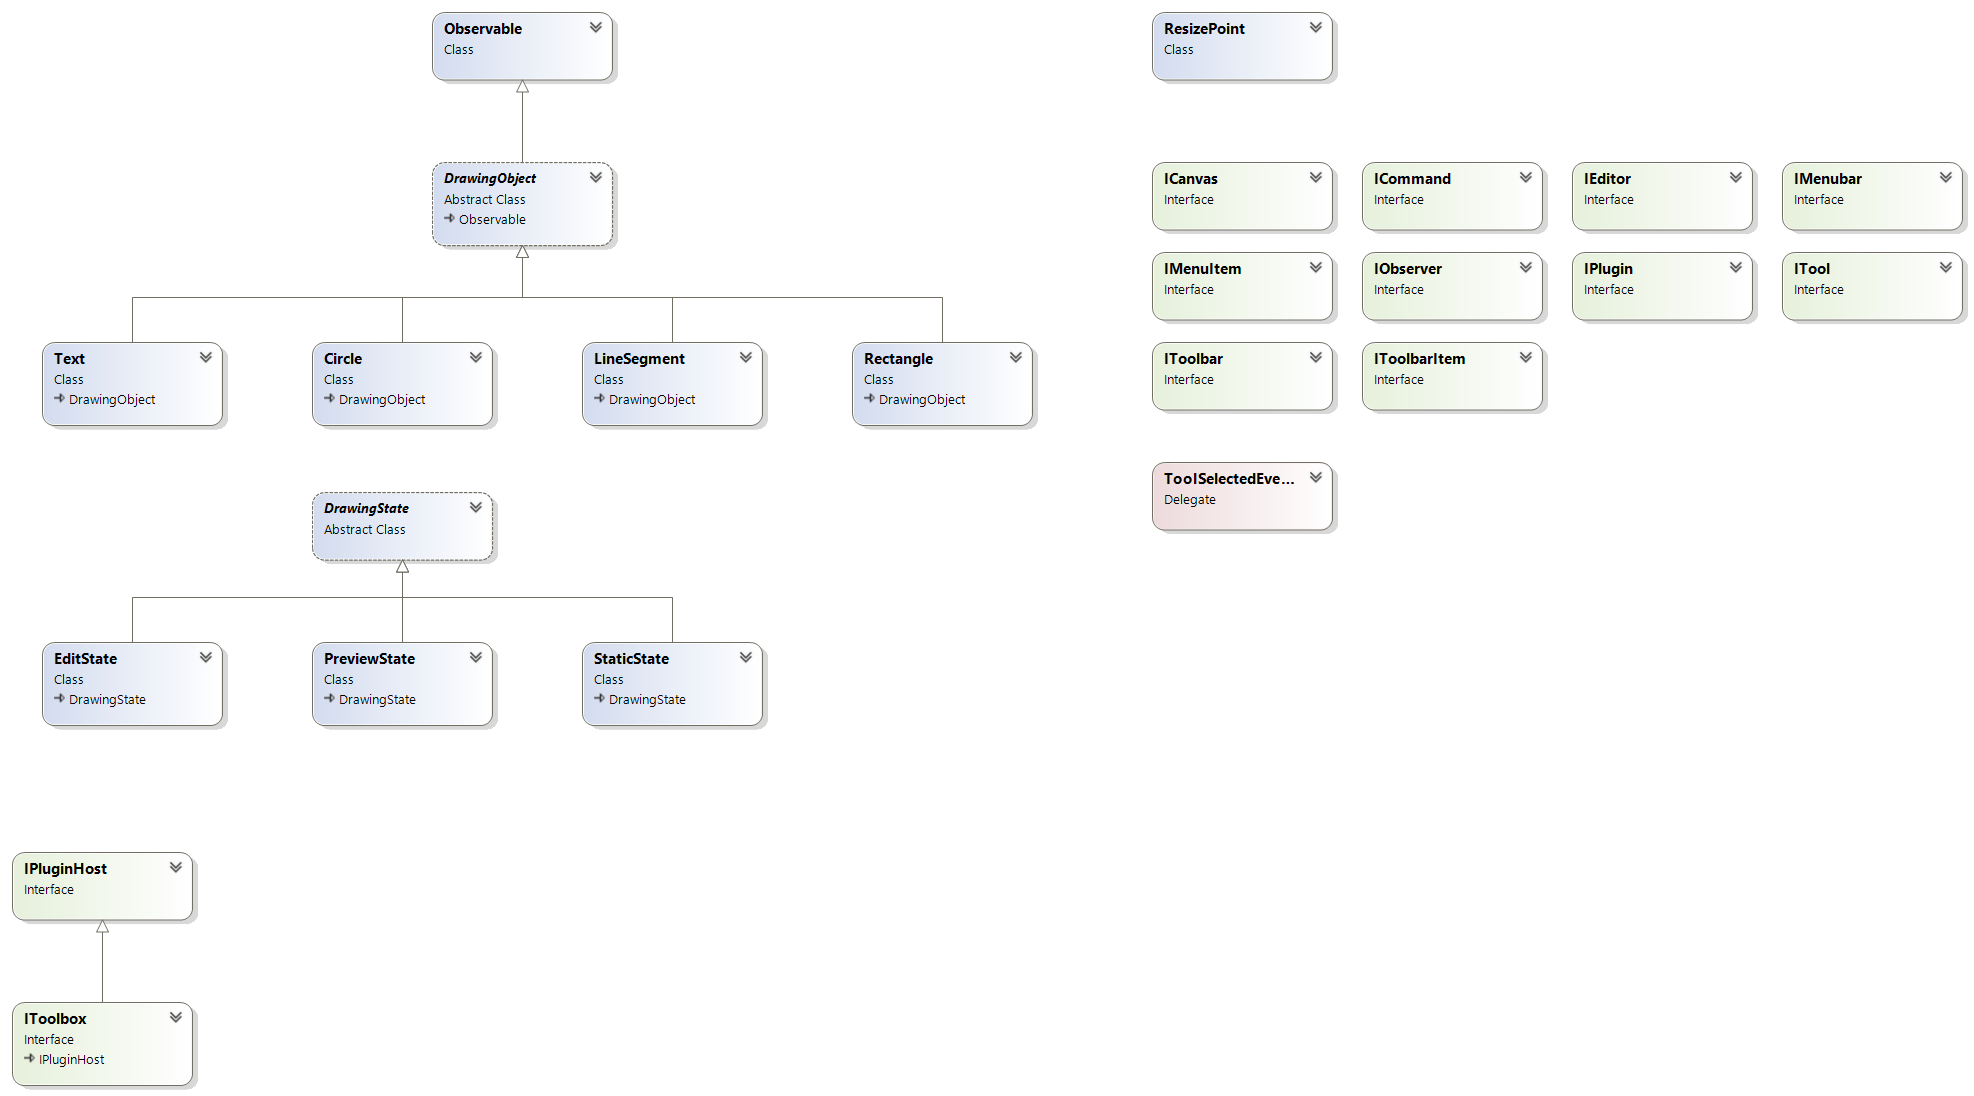 Observable
Class
ResizePoint
Class
DrawingObject
Abstract Class
Observable
ICanvas
Interface
ICommand
Interface
IEditor
Interface
IMenubar
Interface
IMenuItem
Interface
IObserver
Interface
IPlugin
Interface
ITool
Interface
Text
Class
DrawingObject
Circle
Class
DrawingObject
LineSegment
Class
DrawingObject
Rectangle
Class
DrawingObject
IToolbar
Interface
IToolbarItem
Interface
ToolSelectedEve...
Delegate
DrawingState
Abstract Class
EditState
Class
DrawingState
PreviewState
Class
DrawingState
StaticState
Class
DrawingState
IPluginHost
Interface
IToolbox
Interface
IPluginHost